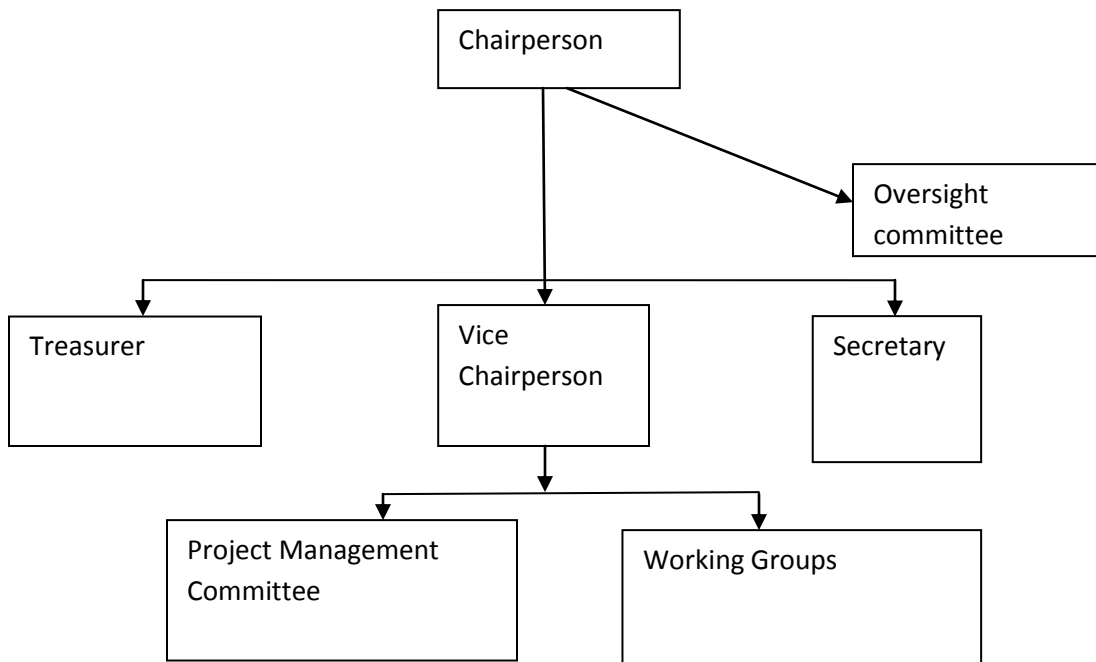 Chairperson
Oversight
committee
Treasurer
Vice
Chairperson
Secretary
Project Management
Committee
Working Groups